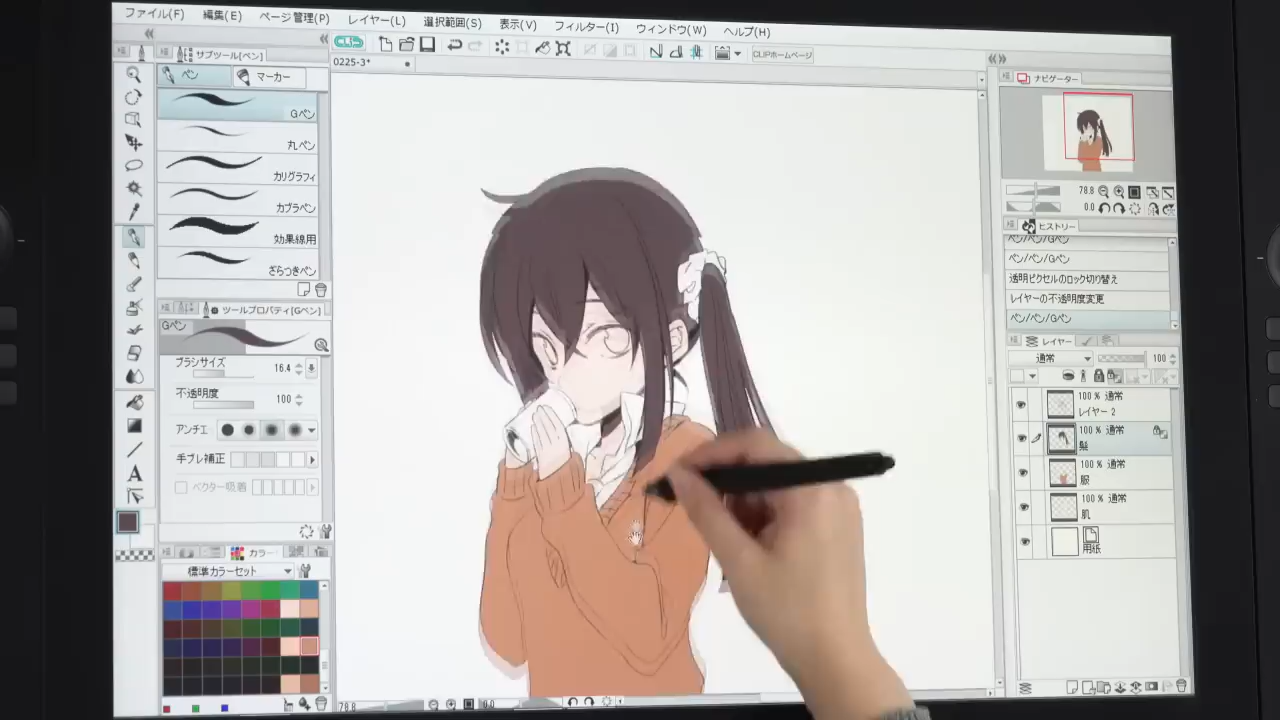 ファイル(F) 編集(E) ページ管理(P) レイヤー(L) 選択範囲(S) 表示(V) フィルター(I) ウィンドウ(W) ヘルプ(H)
サブツール[ペン]
ペン マーカー
Gペン
丸ペン
カリグラフィ
カブラペン
効果線用
ざらつきペン
ツールプロパティ[Gペン]
Gペン
ブラシサイズ 16.4
不透明度 100
アンチエ
手ブレ補正
ベクター吸着
カラー
標準カラーセット
CLIP
CLIPホームページ
0225-3*
78.8 0.0
ナビゲーター
78.8
0.0
ヒストリー
ペン/ペン/Gペン
ペン/ペン/Gペン
透明ピクセルのロック切り替え
レイヤーの不透明度変更
ペン/ペン/Gペン
レイヤー
通常 100
100 % 通常
レイヤー 2
100 % 通常
髪
100 % 通常
服
100 % 通常
肌
用紙